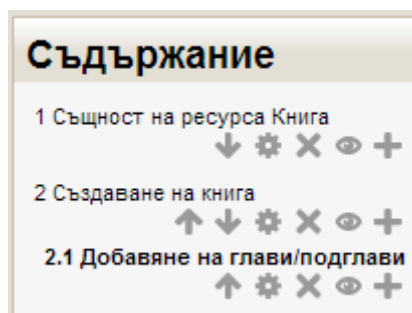 Съдържание
1 Същност на ресурса Книга
2 Създаване на книга
2.1 Добавяне на глави/подглави